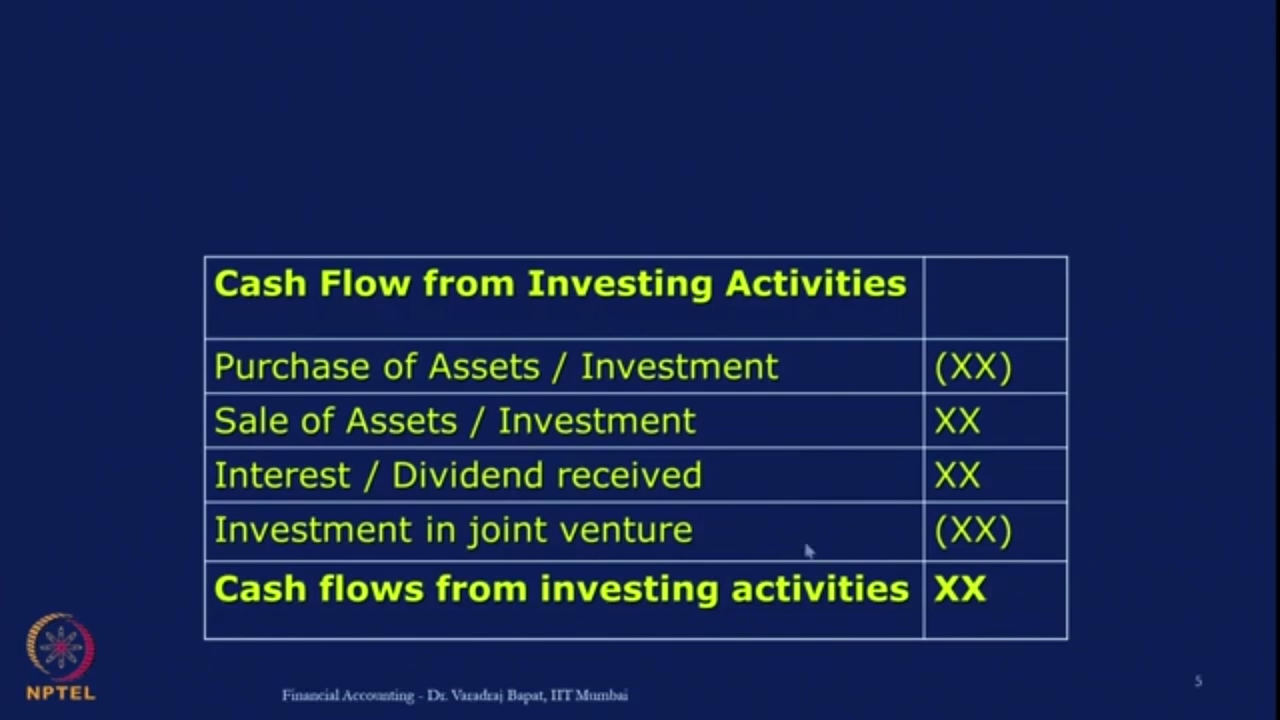 Cash Flow from Investing Activities
Purchase of Assets / Investment (XX)
Sale of Assets / Investment XX
Interest / Dividend received XX
Investment in joint venture (XX)
Cash flows from investing activities XX
NPTEL
Financial Accounting - Dr. Varadraj Bapat, IIT Mumbai
5